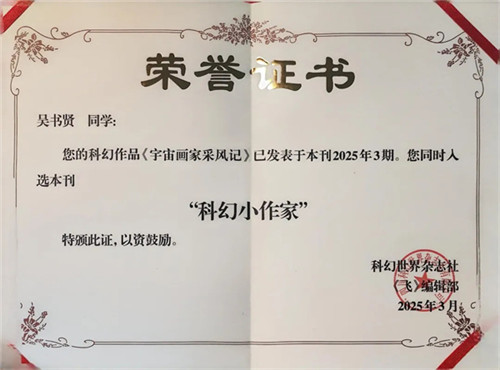 荣誉证书
吴书贤 同学:
您的科幻作品《宇宙画家采风记》已发表于本刊2025年3期。您同时入
选本刊
“科幻小作家”
特颁此证,以资鼓励。
科幻世界杂志社
《飞》编辑部
2025年3月